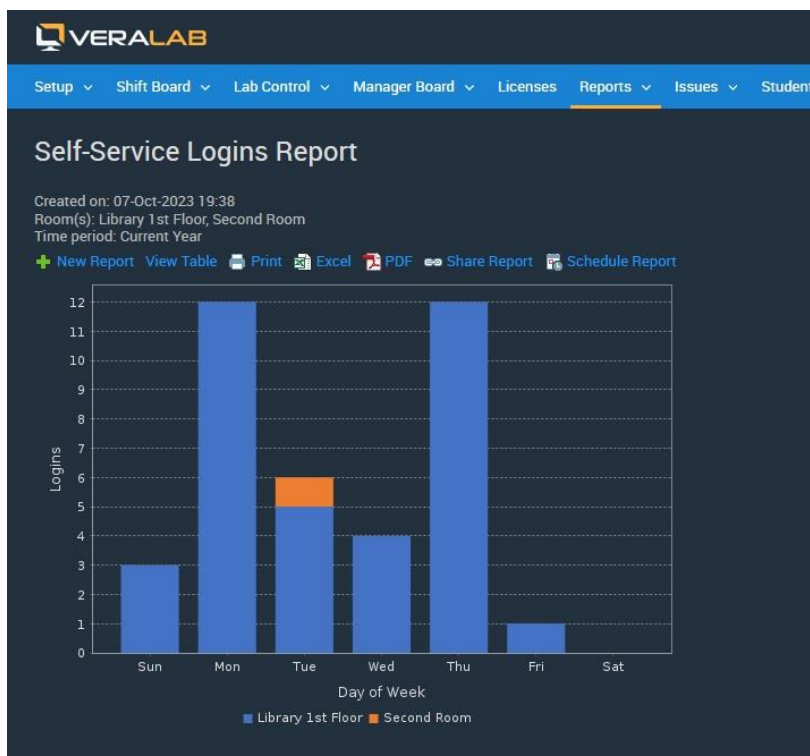 VERALAB
Setup Shift Board Lab Control Manager Board Licenses Reports Issues Student
Self-Service Logins Report
Created on: 07-Oct-2023 19:38
Room(s): Library 1st Floor, Second Room
Time period: Current Year
New Report View Table Print Excel PDF Share Report Schedule Report
12
11
10
9
8
7
6
5
4
3
2
1
0
Logins
Sun Mon Tue Wed Thu Fri Sat
Day of Week
Library 1st Floor Second Room